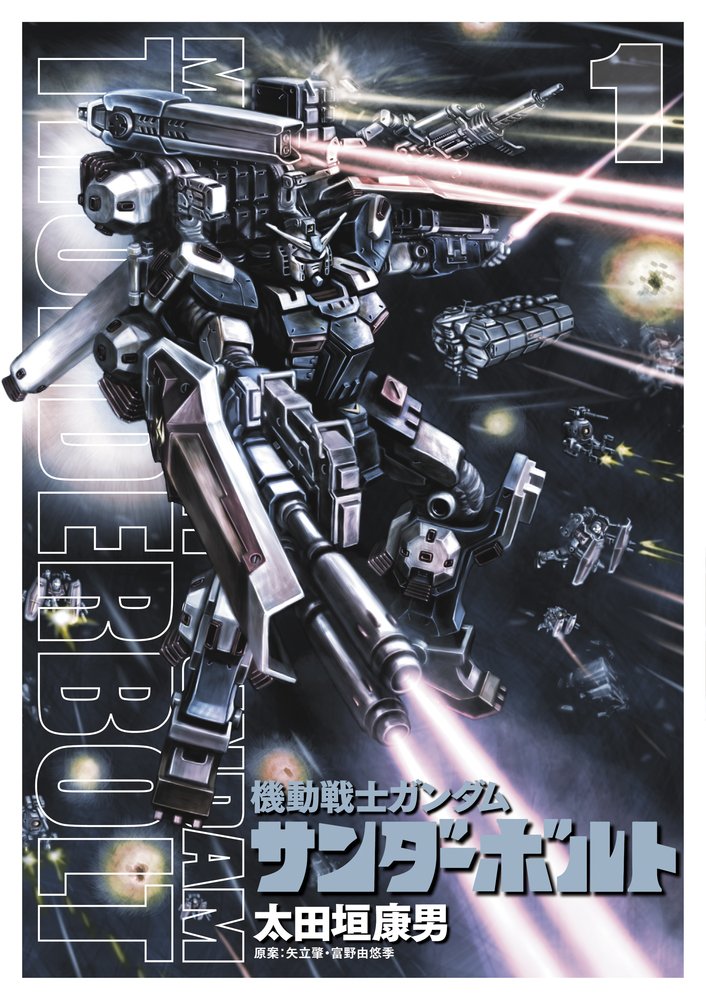 1
MOBILE SUIT GUNDAM
THUNDERBOLT
機動戦士ガンダム
サンダーボルト
太田垣康男
原案：矢立肇・富野由悠季